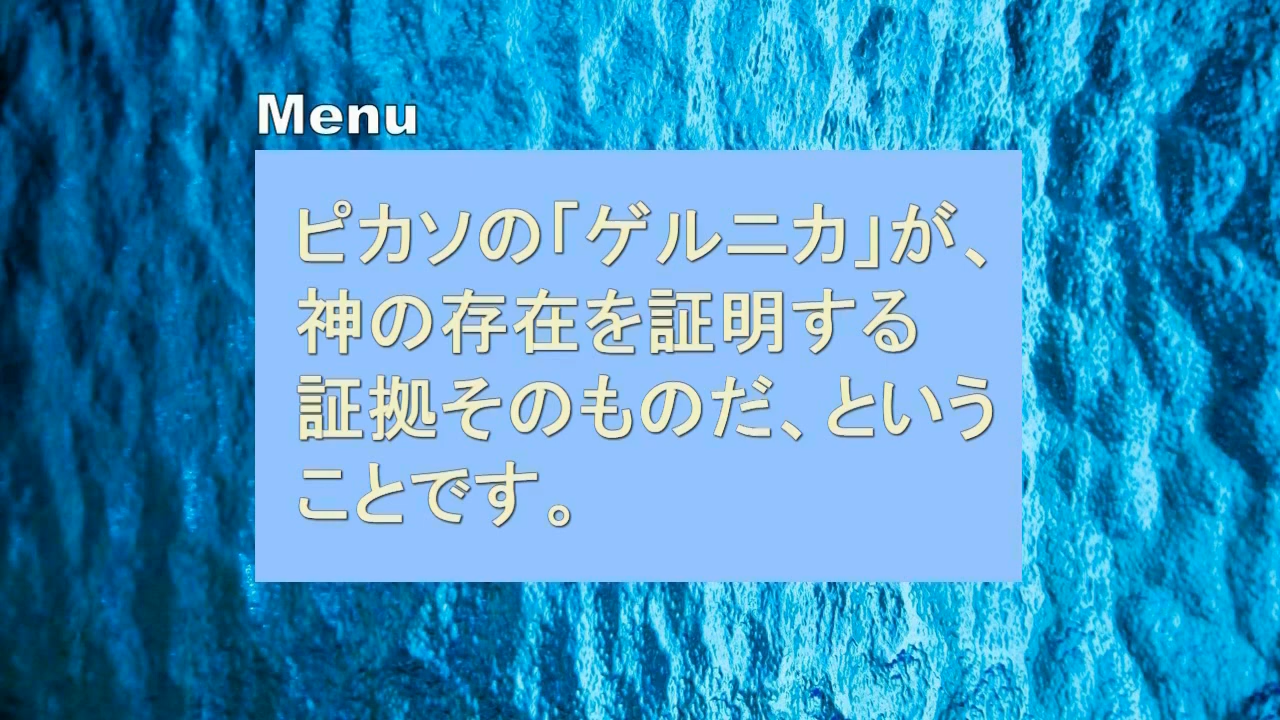 Menu
ピカソの「ゲルニカ」が、
神の存在を証明する
証拠そのものだ、という
ことです。